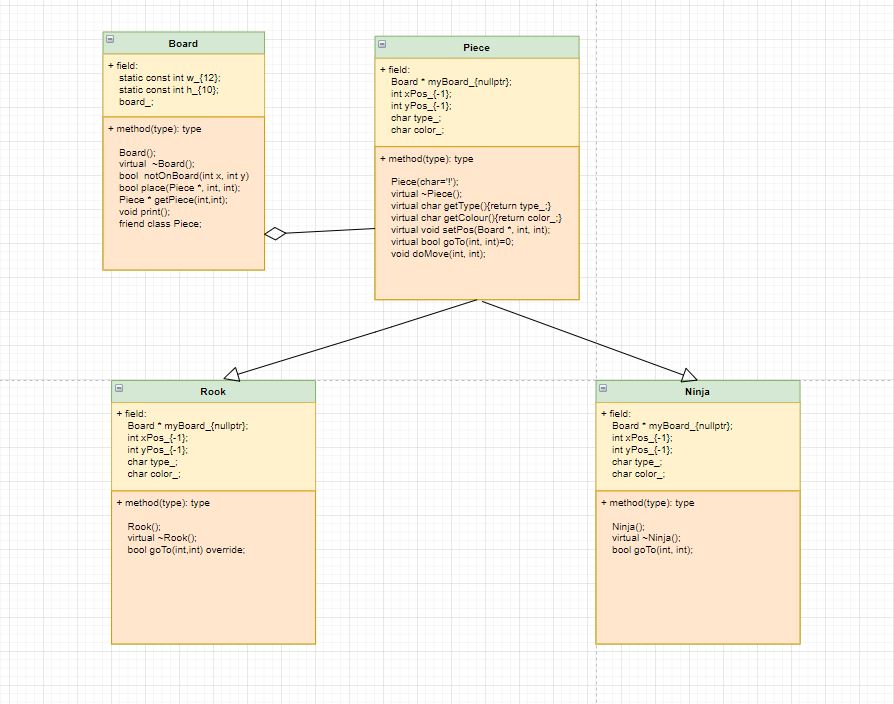 Board
+ field:
static const int w_{12};
static const int h_{10};
board_;
+ method(type): type
Board();
virtual ~Board();
bool notOnBoard(int x, int y)
bool place(Piece *, int, int);
Piece * getPiece(int,int);
void print();
friend class Piece;
Piece
+ field:
Board * myBoard_{nullptr};
int xPos_{-1};
int yPos_{-1};
char type_;
char color_;
+ method(type): type
Piece(char='!');
virtual ~Piece();
virtual char getType(){return type_;}
virtual char getColour(){return color_;}
virtual void setPos(Board *, int, int);
virtual bool goTo(int, int)=0;
void doMove(int, int);
Rook
+ field:
Board * myBoard_{nullptr};
int xPos_{-1};
int yPos_{-1};
char type_;
char color_;
+ method(type): type
Rook();
virtual ~Rook();
bool goTo(int,int) override;
Ninja
+ field:
Board * myBoard_{nullptr};
int xPos_{-1};
int yPos_{-1};
char type_;
char color_;
+ method(type): type
Ninja();
virtual ~Ninja();
bool goTo(int, int);